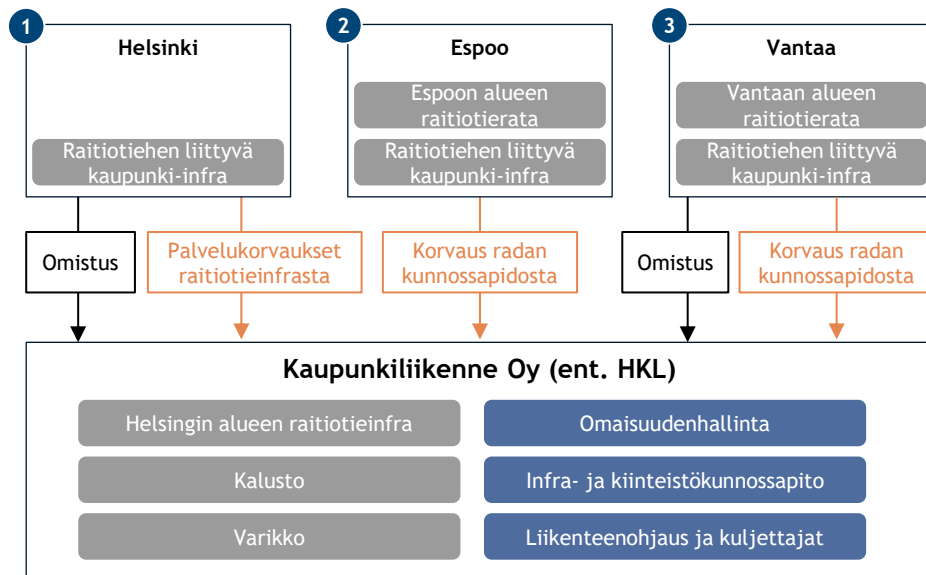 1
Helsinki
Raitiotiehen liittyvä
kaupunki-infra
2
Espoo
Espoon alueen
raitiotierata
Raitiotiehen liittyvä
kaupunki-infra
3
Vantaa
Vantaan alueen
raitiotierata
Raitiotiehen liittyvä
kaupunki-infra
Omistus
Palvelukorvaukset
raitiotieinfrasta
Korvaus radan
kunnossapidosta
Omistus
Korvaus radan
kunnossapidosta
Kaupunkiliikenne Oy (ent. HKL)
Helsingin alueen raitiotieinfra
Omaisuudenhallinta
Kalusto
Infra- ja kiinteistökunnossapito
Varikko
Liikenteenohjaus ja kuljettajat